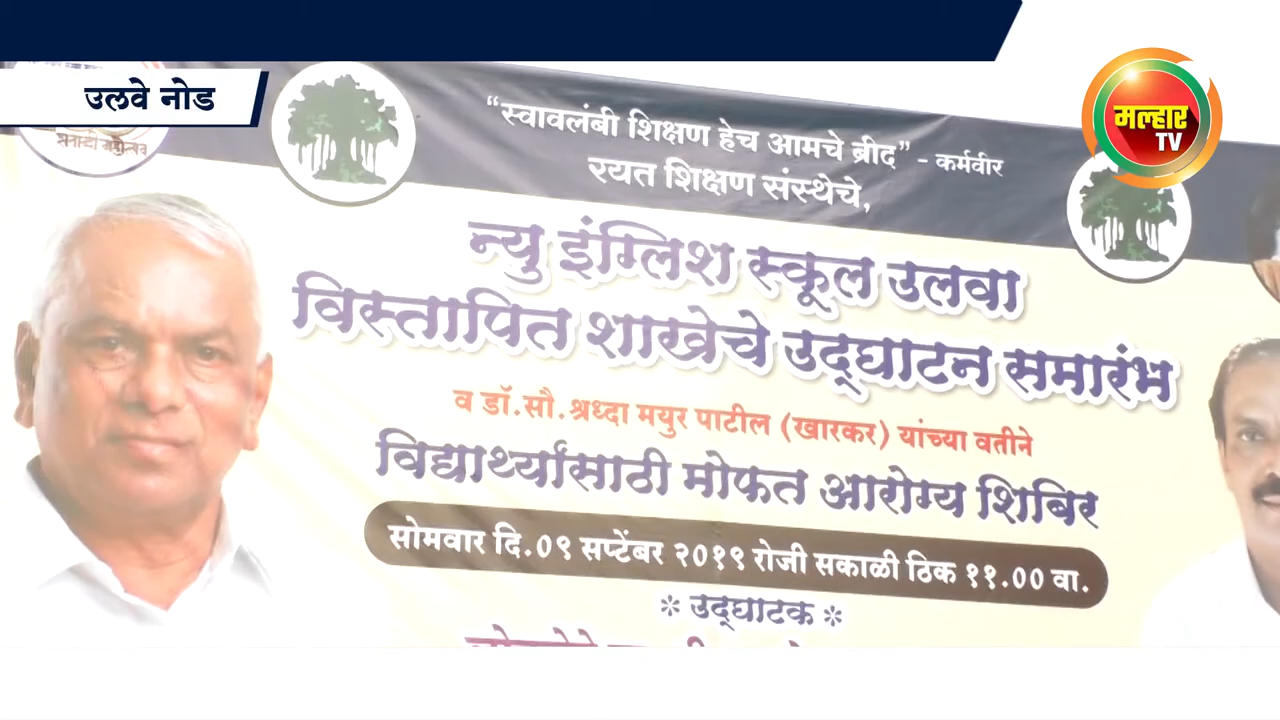 उलवे नोड
मल्हार
TV
“स्वावलंबी शिक्षण हेच आमचे ब्रीद” - कर्मवीर
रयत शिक्षण संस्थेचे,
न्यु इंग्लिश स्कूल उलवा
विस्तापित शाखेचे उद्घाटन समारंभ
व डॉ.सौ.श्रध्दा मयुर पाटील (खारकर) यांच्या वतीने
विद्यार्थ्यांसाठी मोफत आरोग्य शिबिर
सोमवार दि.०९ सप्टेंबर २०१९ रोजी सकाळी ठिक ११.00 वा.
* उद्घाटक *